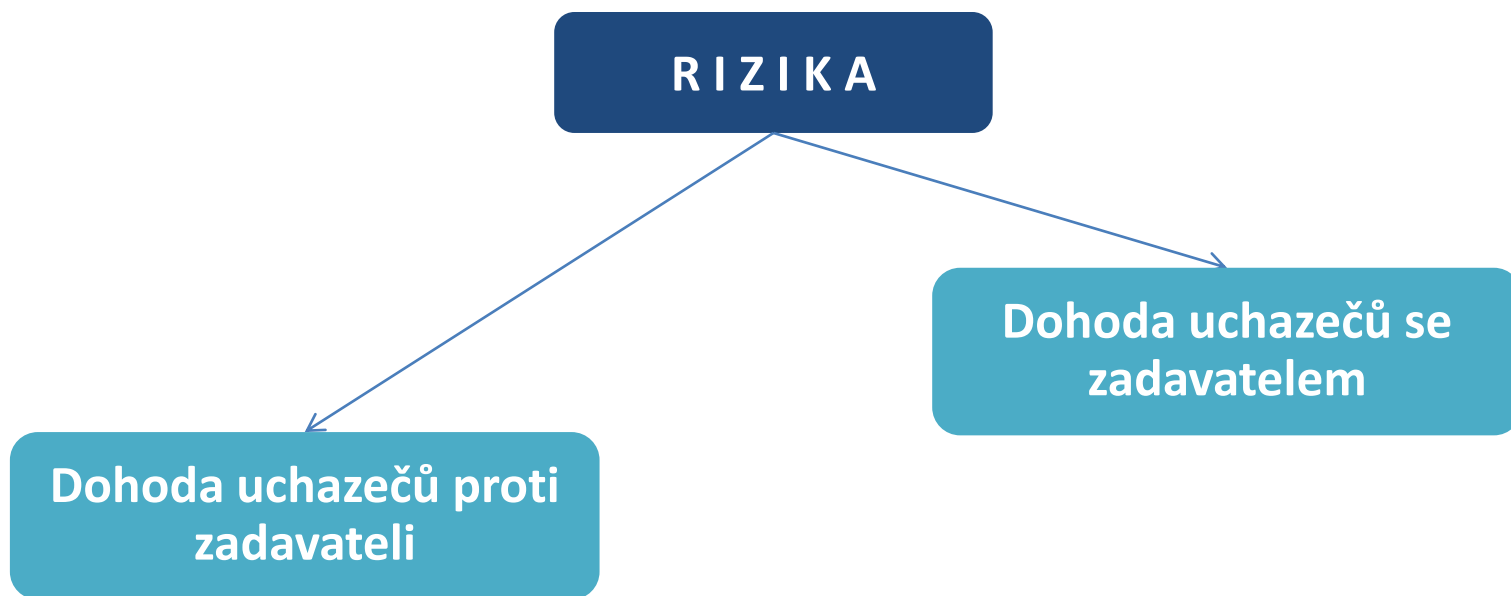 R I Z I K A
Dohoda uchazečů se
zadavatelem
Dohoda uchazečů proti
zadavateli